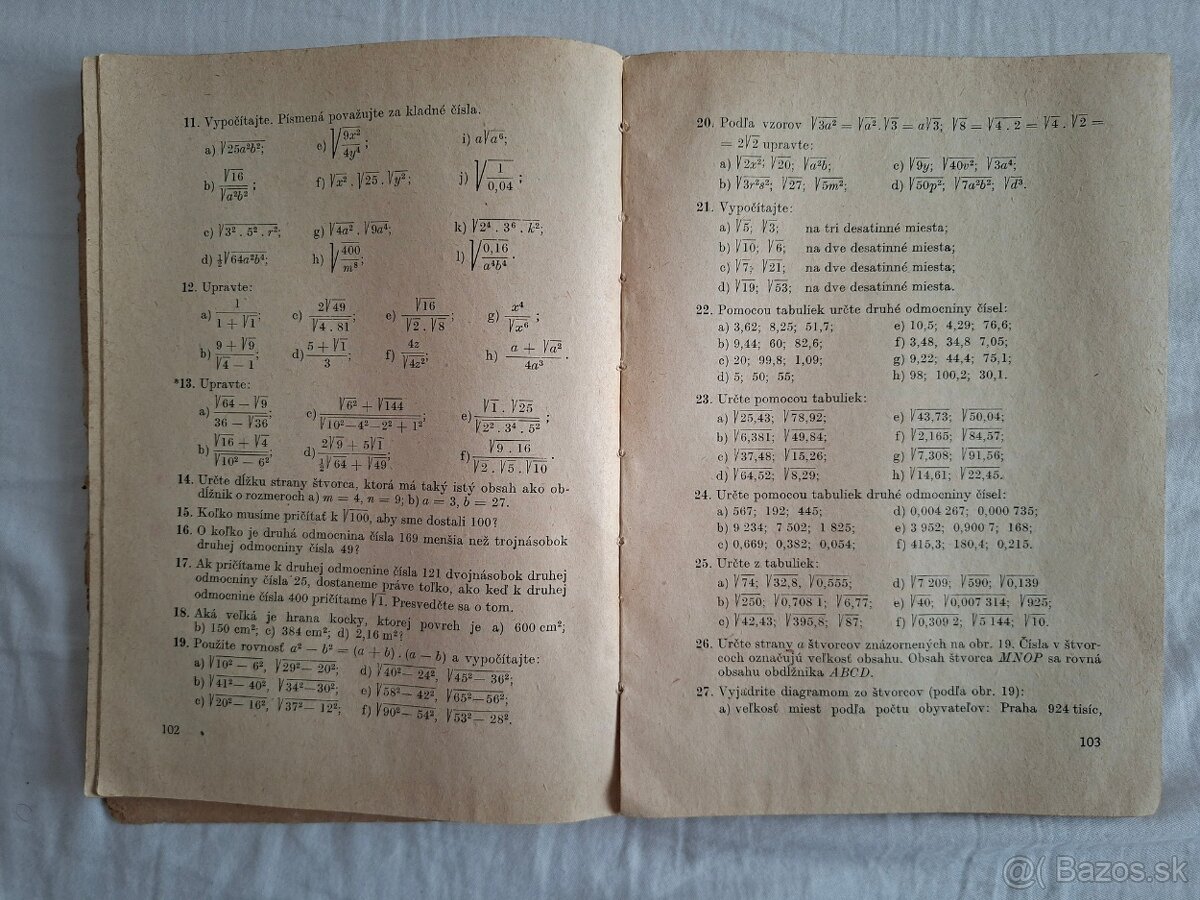 11. Vypočítajte. Písmená považujte za kladné čísla.
a) √25a²b²; e) √(9x²/4y⁴); i) a√a⁶;
b) √16/√a²b²; f) √x² . √25 . √y²; j) √(1/0,04);
c) √3² . 5² . r²; g) √4a² . √9a⁴; k) √2⁴ . 3⁶ . k²;
d) ½√64a²b⁴; h) √(400/m⁸); l) √(0,16/a⁴b⁴).
12. Upravte:
a) 1/(1 + √1); c) 2√49/√4 . 81; e) √16/(√2 . √8); g) x⁴/√x⁶;
b) (9 + √9)/(√4 − 1); d) (5 + √1)/3; f) 4z/√4z²; h) (a + √a²)/4a³.
*13. Upravte:
a) (√64 − √9)/(36 − √36); c) (√6² + √144)/√(10² − 4² − 2² + 1²); e) (√1 . √25)/√(2² . 3⁴ . 5²);
b) (√16 + √4)/√(10² − 6²); d) (2√9 + 5√1)/(½√64 + √49); f) √(9 . 16)/(√2 . √5 . √10)
14. Určte dĺžku strany štvorca, ktorá má taký istý obsah ako ob-
dĺžnik o rozmeroch a) m = 4, n = 9; b) a = 3, b = 27.
15. Koľko musíme pričítať k √100, aby sme dostali 100?
16. O koľko je druhá odmocnina čísla 169 menšia než trojnásobok
druhej odmocniny čísla 49?
17. Ak pričítame k druhej odmocnine čísla 121 dvojnásobok druhej
odmocniny čísla 25, dostaneme práve toľko, ako keď k druhej
odmocnine čísla 400 pričítame √1. Presvedčte sa o tom.
18. Aká veľká je hrana kocky, ktorej povrch je a) 600 cm²;
b) 150 cm²; c) 384 cm²; d) 2,16 m²?
19. Použite rovnosť a² − b² = (a + b) . (a − b) a vypočítajte:
a) √10² − 6², √29² − 20²; d) √40² − 24², √45² − 36²;
b) √41² − 40², √34² − 30²; e) √58² − 42², √65² − 56²;
c) √20² − 16², √37² − 12²; f) √90² − 54², √53² − 28².
102
20. Podľa vzorov √3a² = √a² . √3 = a√3; √8 = √4 . 2 = √4 . √2 =
= 2√2 upravte:
a) √2x²; √20; √a²b; c) √9y; √40v²; √3a⁴;
b) √3r²s²; √27; √5m²; d) √50p²; √7a²b²; √d³.
21. Vypočítajte:
a) √5; √3; na tri desatinné miesta;
b) √10; √6; na dve desatinné miesta;
c) √7; √21; na dve desatinné miesta;
d) √19; √53; na dve desatinné miesta.
22. Pomocou tabuliek určte druhé odmocniny čísel:
a) 3,62; 8,25; 51,7; e) 10,5; 4,29; 76,6;
b) 9,44; 60; 82,6; f) 3,48, 34,8 7,05;
c) 20; 99,8; 1,09; g) 9,22; 44,4; 75,1;
d) 5; 50; 55; h) 98; 100,2; 30,1.
23. Určte pomocou tabuliek:
a) √25,43; √78,92; e) √43,73; √50,04;
b) √6,381; √49,84; f) √2,165; √84,57;
c) √37,48; √15,26; g) √7,308; √91,56;
d) √64,52; √8,29; h) √14,61; √22,45.
24. Určte pomocou tabuliek druhé odmocniny čísel:
a) 567; 192; 445; d) 0,004 267; 0,000 735;
b) 9 234; 7 502; 1 825; e) 3 952; 0,900 7; 168;
c) 0,669; 0,382; 0,054; f) 415,3; 180,4; 0,215.
25. Určte z tabuliek:
a) √74; √32,8, √0,555; d) √7 209; √590; √0,139
b) √250; √0,708 1; √6,77; e) √40; √0,007 314; √925;
c) √42,43; √395,8; √87; f) √0,309 2; √5 144; √10.
26. Určte strany a štvorcov znázornených na obr. 19. Čísla v štvor-
coch označujú veľkosť obsahu. Obsah štvorca MNOP sa rovná
obsahu obdĺžnika ABCD.
27. Vyjadrite diagramom zo štvorcov (podľa obr. 19):
a) veľkosť miest podľa počtu obyvateľov: Praha 924 tisíc,
103
@( Bazos.sk